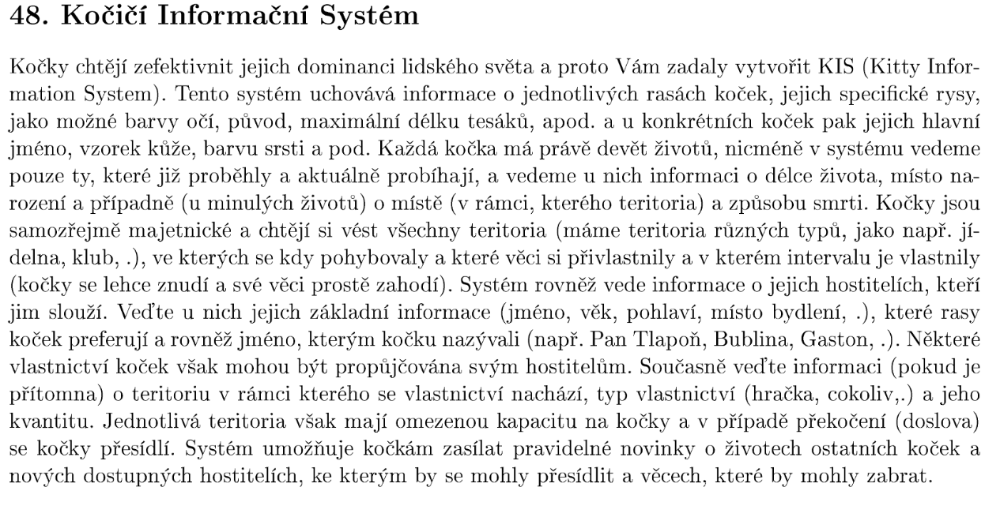 48. Kočičí Informační Systém
Kočky chtějí zefektivnit jejich dominanci lidského světa a proto Vám zadaly vytvořit KIS (Kitty Infor-
mation System). Tento systém uchovává informace o jednotlivých rasách koček, jejich specifické rysy,
jako možné barvy očí, původ, maximální délku tesáků, apod. a u konkrétních koček pak jejich hlavní
jméno, vzorek kůže, barvu srsti a pod. Každá kočka má právě devět životů, nicméně v systému vedeme
pouze ty, které již proběhly a aktuálně probíhají, a vedeme u nich informaci o délce života, místo na-
rození a případně (u minulých životů) o místě (v rámci, kterého teritoria) a způsobu smrti. Kočky jsou
samozřejmě majetnické a chtějí si vést všechny teritoria (máme teritoria různých typů, jako např. jí-
delna, klub, .), ve kterých se kdy pohybovaly a které věci si přivlastnily a v kterém intervalu je vlastnily
(kočky se lehce znudí a své věci prostě zahodí). Systém rovněž vede informace o jejich hostitelích, kteří
jim slouží. Veďte u nich jejich základní informace (jméno, věk, pohlaví, místo bydlení, .), které rasy
koček preferují a rovněž jméno, kterým kočku nazývali (např. Pan Tlapoň, Bublina, Gaston, .). Některé
vlastnictví koček však mohou být propůjčována svým hostitelům. Současně veďte informaci (pokud je
přítomna) o teritoriu v rámci kterého se vlastnictví nachází, typ vlastnictví (hračka, cokoliv,.) a jeho
kvantitu. Jednotlivá teritoria však mají omezenou kapacitu na kočky a v případě překočení (doslova)
se kočky přesídlí. Systém umožňuje kočkám zasílat pravidelné novinky o životech ostatních koček a
nových dostupných hostitelích, ke kterým by se mohly přesídlit a věcech, které by mohly zabrat.